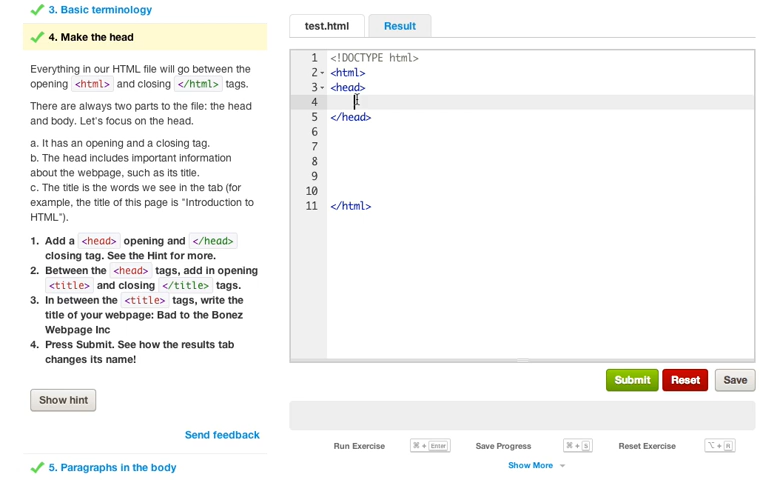 3. Basic terminology
4. Make the head
Everything in our HTML file will go between the
opening <html> and closing </html> tags.
There are always two parts to the file: the head
and body. Let's focus on the head.
a. It has an opening and a closing tag.
b. The head includes important information
about the webpage, such as its title.
c. The title is the words we see in the tab (for
example, the title of this page is "Introduction to
HTML").
1. Add a <head> opening and </head>
closing tag. See the Hint for more.
2. Between the <head> tags, add in opening
<title> and closing </title> tags.
3. In between the <title> tags, write the
title of your webpage: Bad to the Bonez
Webpage Inc
4. Press Submit. See how the results tab
changes its name!
Show hint
Send feedback
5. Paragraphs in the body
test.html Result
1 <!DOCTYPE html>
2 <html>
3 <head>
4
5 </head>
6
7
8
9
10
11 </html>
Submit Reset Save
Run Exercise ⌘ + Enter Save Progress ⌘ + S Reset Exercise ⌥ + R
Show More